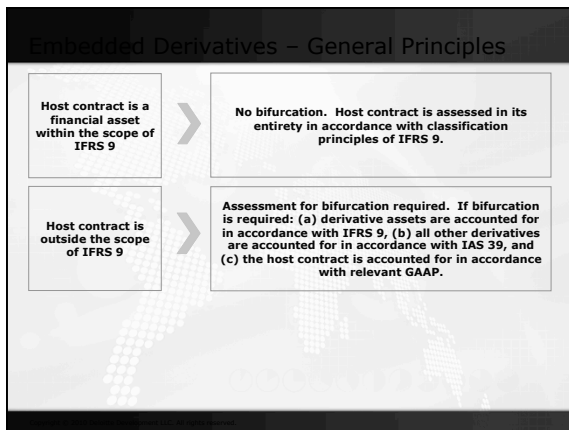 Embedded Derivatives – General Principles
Host contract is a
financial asset
within the scope of
IFRS 9
No bifurcation.  Host contract is assessed in its
entirety in accordance with classification
principles of IFRS 9.
Host contract is
outside the scope
of IFRS 9
Assessment for bifurcation required.  If bifurcation
is required: (a) derivative assets are accounted for
in accordance with IFRS 9, (b) all other derivatives
are accounted for in accordance with IAS 39, and
(c) the host contract is accounted for in accordance
with relevant GAAP.
All rights reserved.